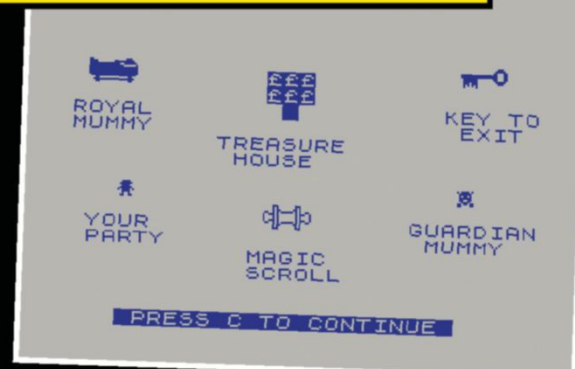 £££
£££
ROYAL
MUMMY
TREASURE
HOUSE
KEY TO
EXIT
YOUR
PARTY
MAGIC
SCROLL
GUARDIAN
MUMMY
PRESS C TO CONTINUE